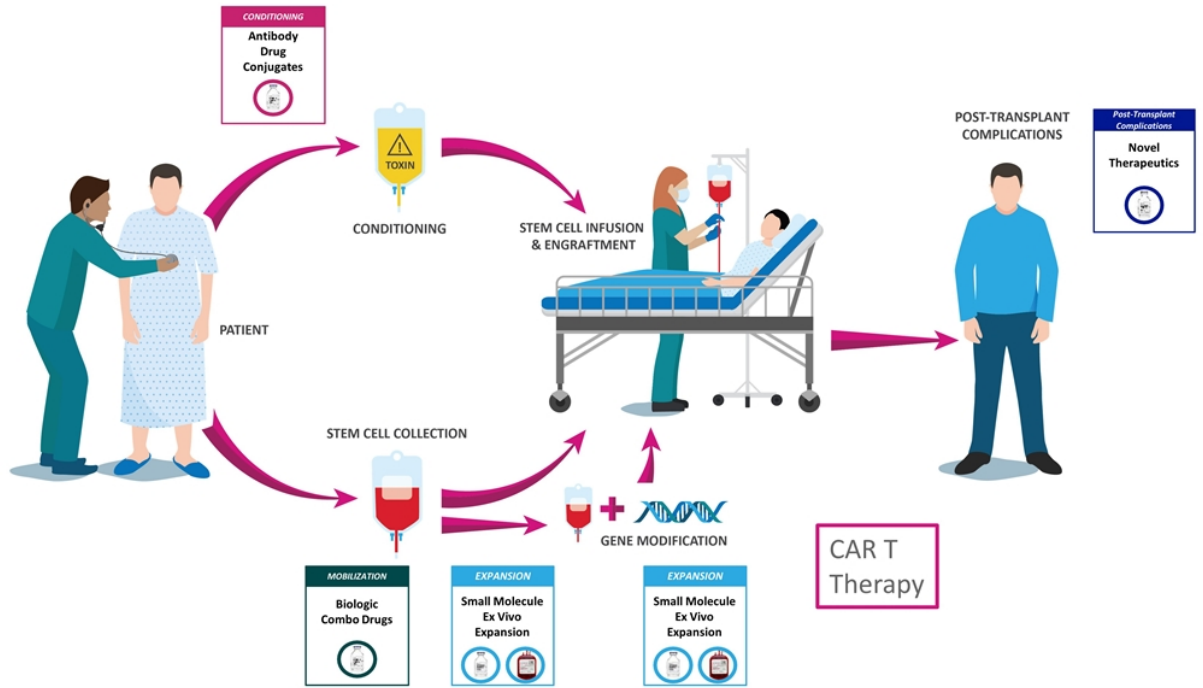 CONDITIONING
Antibody
Drug
Conjugates
TOXIN
CONDITIONING
PATIENT
STEM CELL INFUSION
& ENGRAFTMENT
POST-TRANSPLANT
COMPLICATIONS
Post-Transplant
Complications
Novel
Therapeutics
STEM CELL COLLECTION
GENE MODIFICATION
MOBILIZATION
Biologic
Combo Drugs
EXPANSION
Small Molecule
Ex Vivo
Expansion
EXPANSION
Small Molecule
Ex Vivo
Expansion
CAR T
Therapy